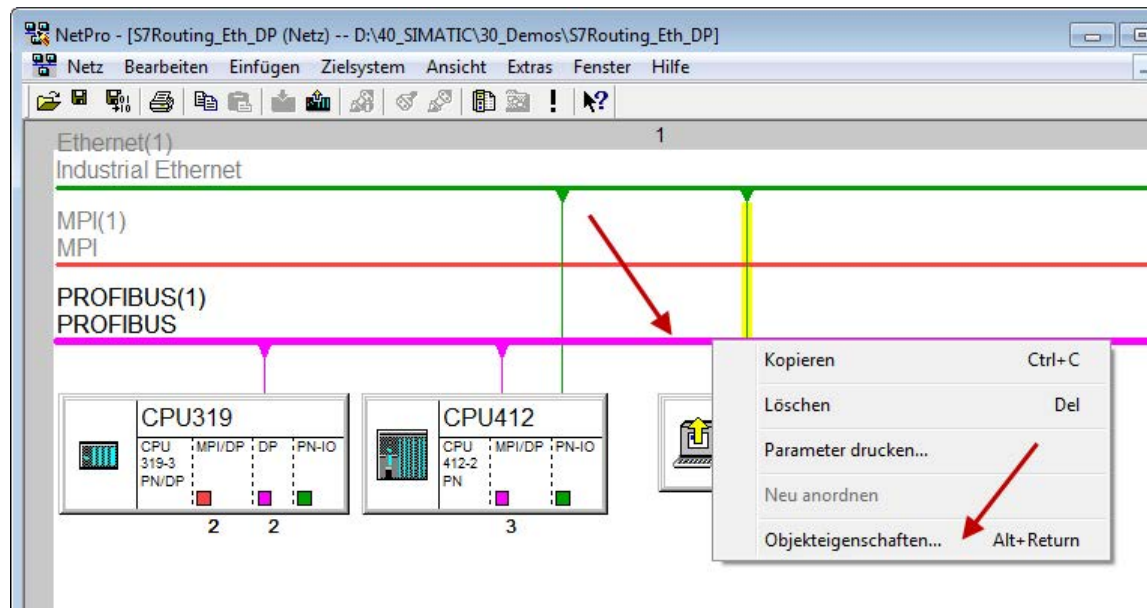 NetPro - [S7Routing_Eth_DP (Netz) -- D:\40_SIMATIC\30_Demos\S7Routing_Eth_DP]
Netz Bearbeiten Einfügen Zielsystem Ansicht Extras Fenster Hilfe
1
Ethernet(1)
Industrial Ethernet
MPI(1)
MPI
PROFIBUS(1)
PROFIBUS
CPU319
CPU 319-3 PN/DP
MPI/DP
DP
PN-IO
2
2
CPU412
CPU 412-2 PN
MPI/DP
PN-IO
3
Kopieren Ctrl+C
Löschen Del
Parameter drucken...
Neu anordnen
Objekteigenschaften... Alt+Return